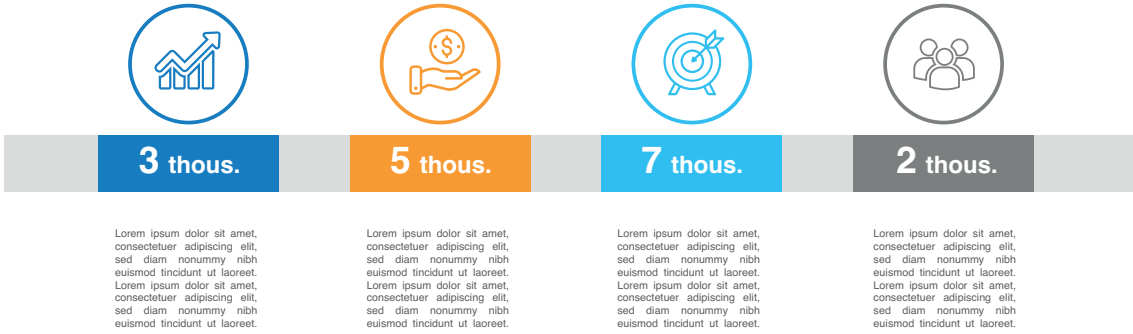 3 thous.
5 thous.
7 thous.
2 thous.
Lorem ipsum dolor sit amet,
consectetuer adipiscing elit,
sed diam nonummy nibh
euismod tincidunt ut laoreet.
Lorem ipsum dolor sit amet,
consectetuer adipiscing elit,
sed diam nonummy nibh
euismod tincidunt ut laoreet.
Lorem ipsum dolor sit amet,
consectetuer adipiscing elit,
sed diam nonummy nibh
euismod tincidunt ut laoreet.
Lorem ipsum dolor sit amet,
consectetuer adipiscing elit,
sed diam nonummy nibh
euismod tincidunt ut laoreet.
Lorem ipsum dolor sit amet,
consectetuer adipiscing elit,
sed diam nonummy nibh
euismod tincidunt ut laoreet.
Lorem ipsum dolor sit amet,
consectetuer adipiscing elit,
sed diam nonummy nibh
euismod tincidunt ut laoreet.
Lorem ipsum dolor sit amet,
consectetuer adipiscing elit,
sed diam nonummy nibh
euismod tincidunt ut laoreet.
Lorem ipsum dolor sit amet,
consectetuer adipiscing elit,
sed diam nonummy nibh
euismod tincidunt ut laoreet.